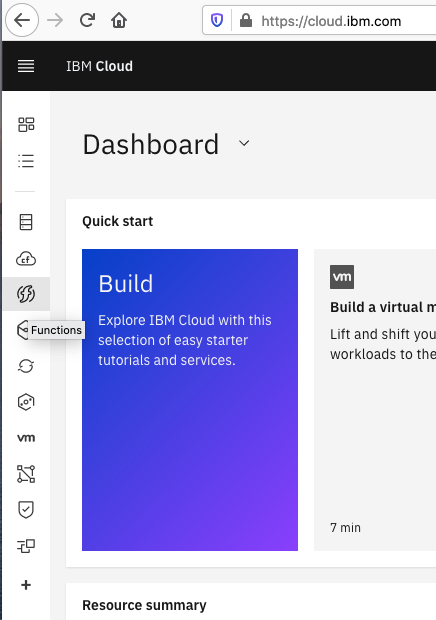 https://cloud.ibm.com
IBM Cloud
Dashboard
Quick start
Build
Explore IBM Cloud with this
selection of easy starter
tutorials and services.
vm
Build a virtual m
Lift and shift you
workloads to the
7 min
cf
Functions
vm
Resource summary